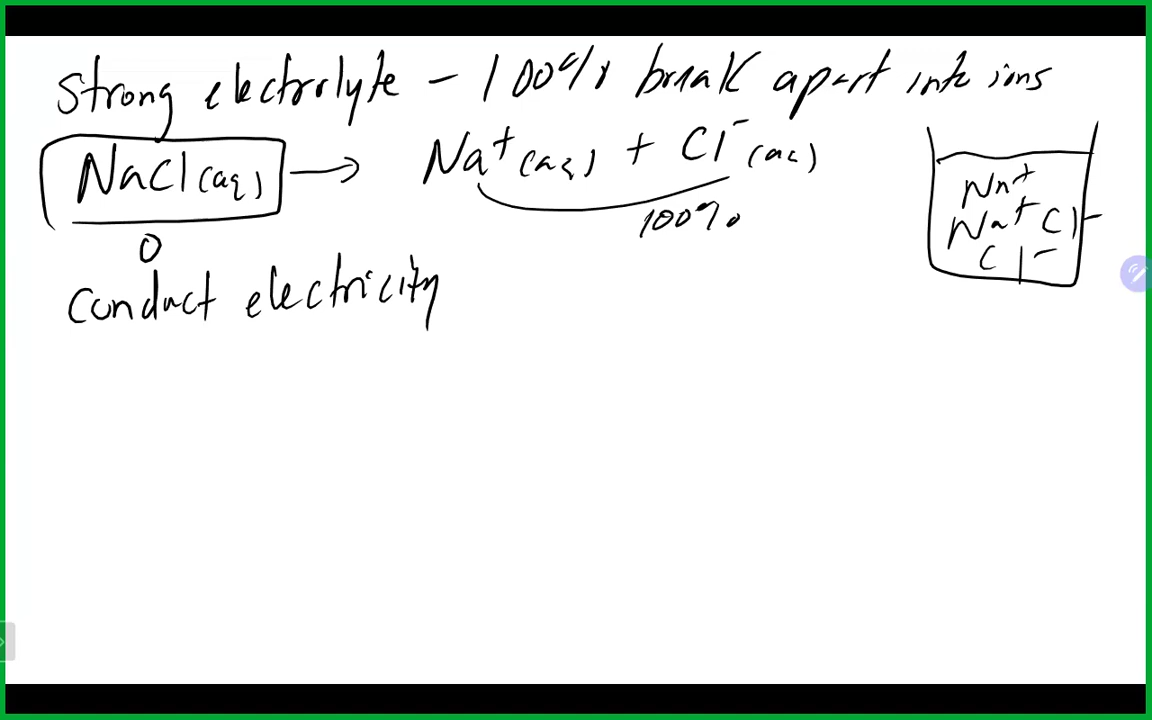 Strong electrolyte – 100% break apart into ions
NaCl(aq) → Na⁺(aq) + Cl⁻(aq)
0
100%
conduct electricity
Na⁺
Na⁺ Cl⁻
Cl⁻